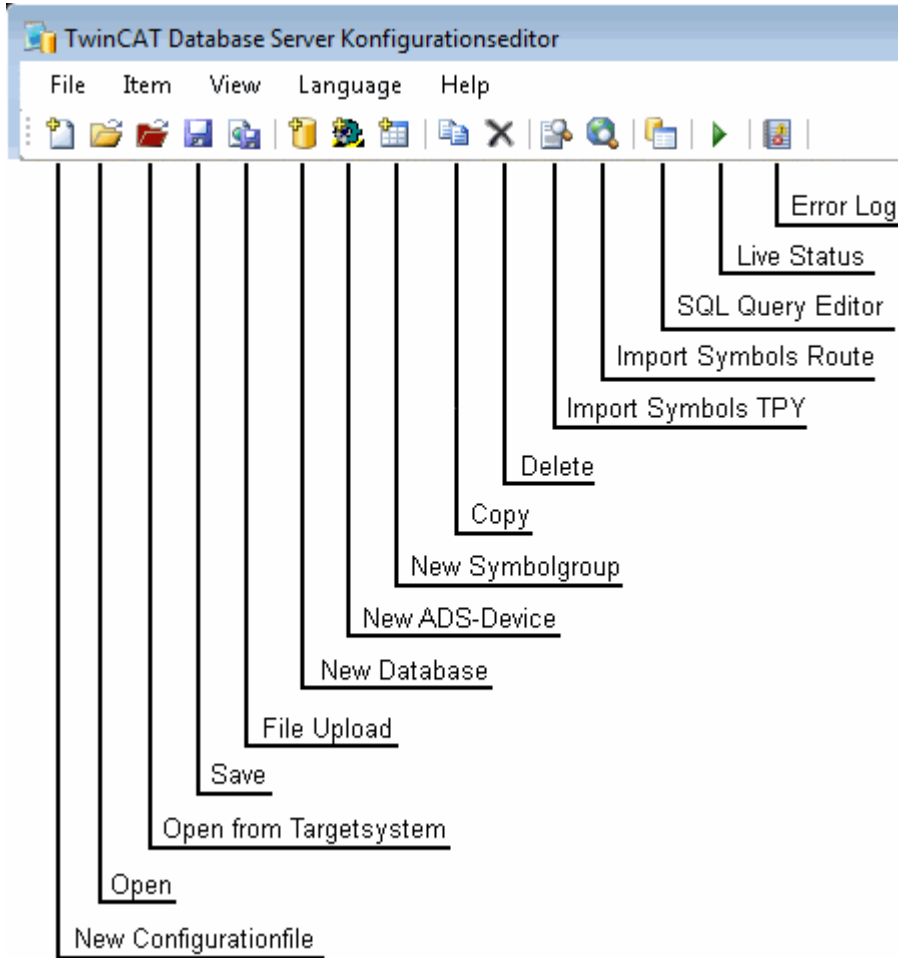 TwinCAT Database Server Konfigurationseditor
File Item View Language Help
Error Log
Live Status
SQL Query Editor
Import Symbols Route
Import Symbols TPY
Delete
Copy
New Symbolgroup
New ADS-Device
New Database
File Upload
Save
Open from Targetsystem
Open
New Configurationfile